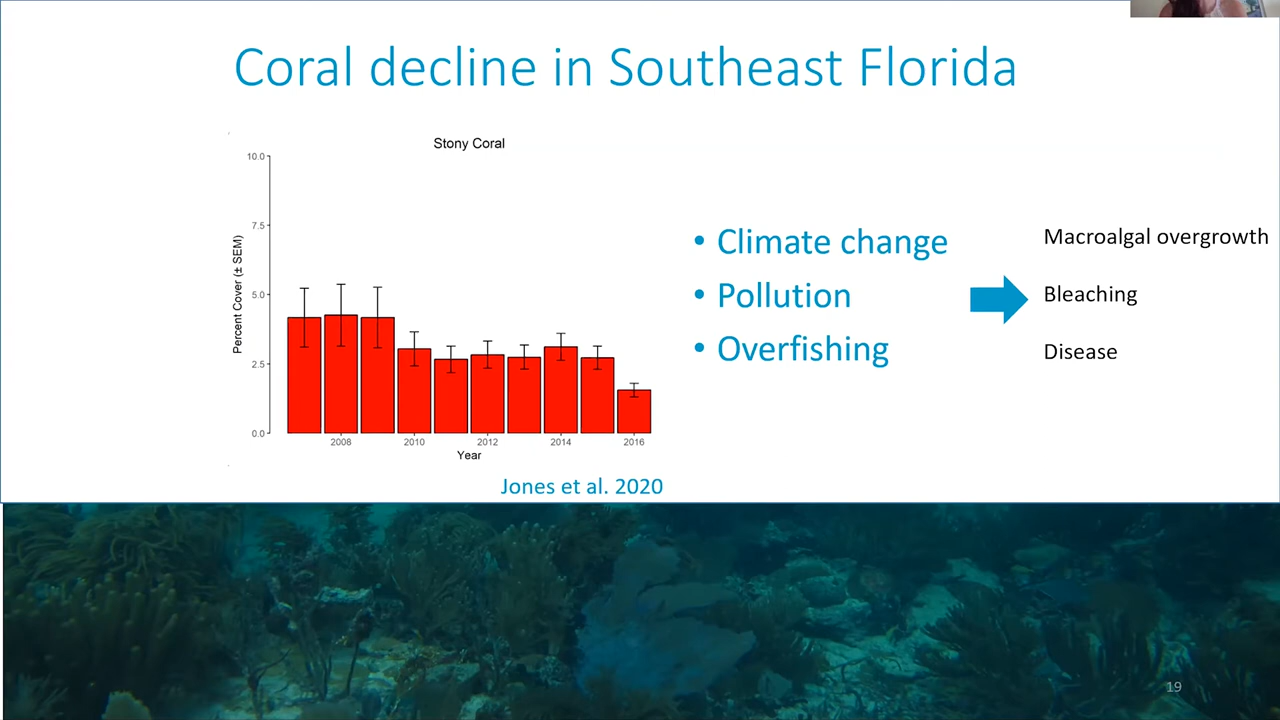 Coral decline in Southeast Florida
Stony Coral
10.0
7.5
5.0
2.5
0.0
Percent Cover (± SEM)
2008
2010
2012
2014
2016
Year
Jones et al. 2020
• Climate change
• Pollution
• Overfishing
Macroalgal overgrowth
Bleaching
Disease
19